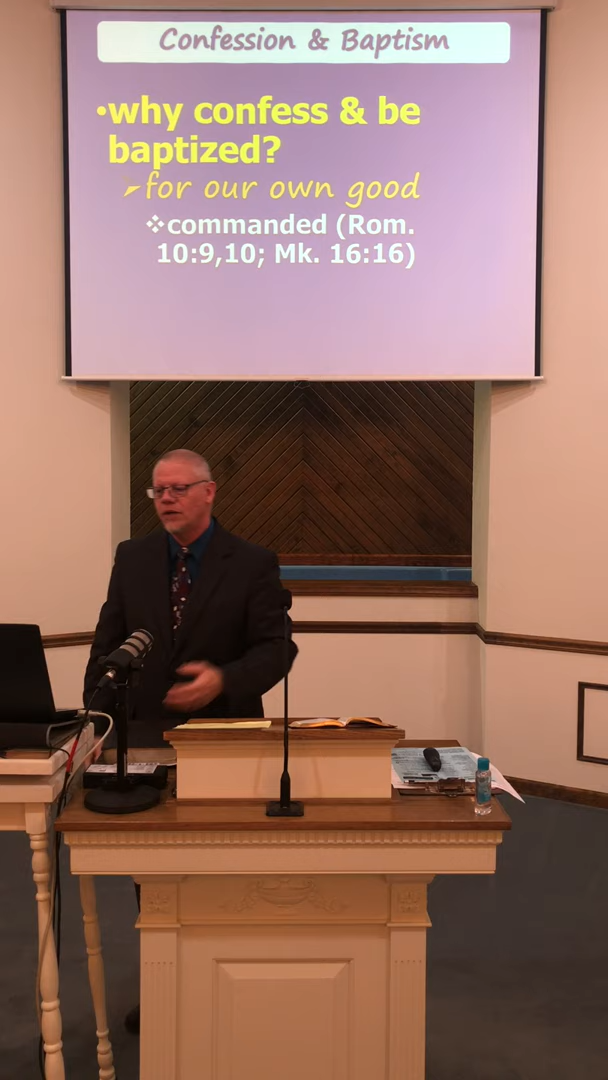 Confession & Baptism
•why confess & be
baptized?
➢for our own good
❖commanded (Rom.
10:9,10; Mk. 16:16)